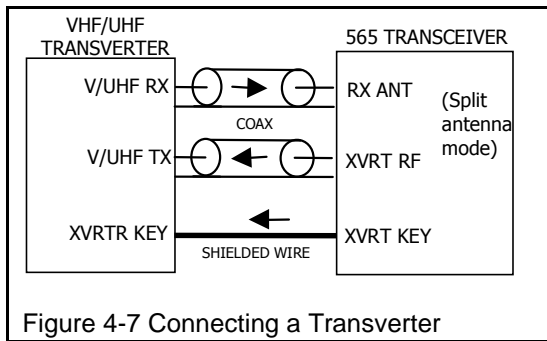 VHF/UHF
TRANSVERTER
565 TRANSCEIVER
V/UHF RX
RX ANT
(Split
antenna
mode)
COAX
V/UHF TX
XVRT RF
XVRTR KEY
XVRT KEY
SHIELDED WIRE
Figure 4-7 Connecting a Transverter